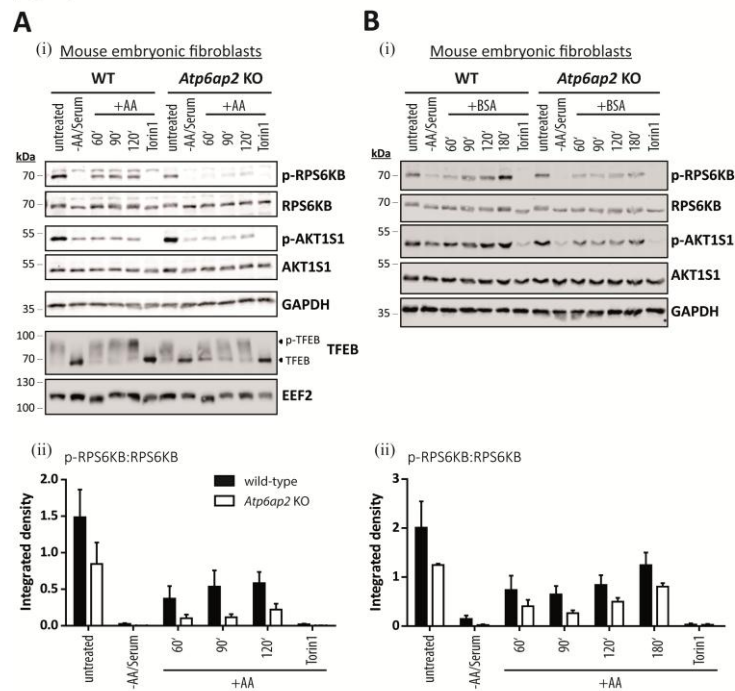 A
(i) Mouse embryonic fibroblasts
WT Atp6ap2 KO
+AA +AA
untreated -AA/Serum 60' 90' 120' Torin1 untreated -AA/Serum 60' 90' 120' Torin1
kDa
70 p-RPS6KB
70 RPS6KB
55 p-AKT1S1
55 AKT1S1
35 GAPDH
100 p-TFEB
TFEB
70 TFEB
130
100 EEF2
(ii) p-RPS6KB:RPS6KB
Integrated density
2.0
1.5
1.0
0.5
0.0
wild-type
Atp6ap2 KO
untreated -AA/Serum 60' 90' 120' Torin1
+AA
B
(i) Mouse embryonic fibroblasts
WT Atp6ap2 KO
+BSA +BSA
untreated -AA/Serum 60' 90' 120' 180' Torin1 untreated -AA/Serum 60' 90' 120' 180' Torin1
kDa
70 p-RPS6KB
70 RPS6KB
55 p-AKT1S1
55 AKT1S1
35 GAPDH
(ii) p-RPS6KB:RPS6KB
Integrated density
3
2
1
0
untreated -AA/Serum 60' 90' 120' 180' Torin1
+AA